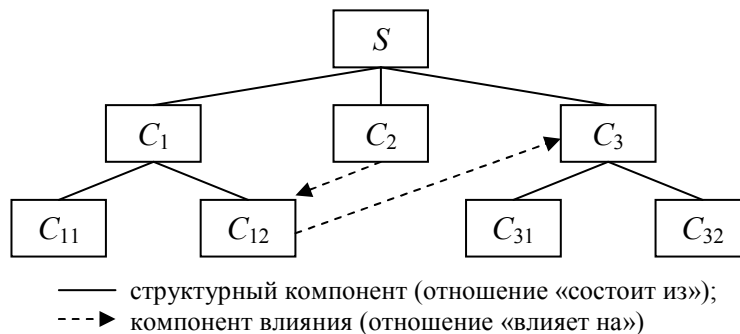 S
C1 C2 C3
C11 C12 C31 C32
структурный компонент (отношение «состоит из»);
компонент влияния (отношение «влияет на»)